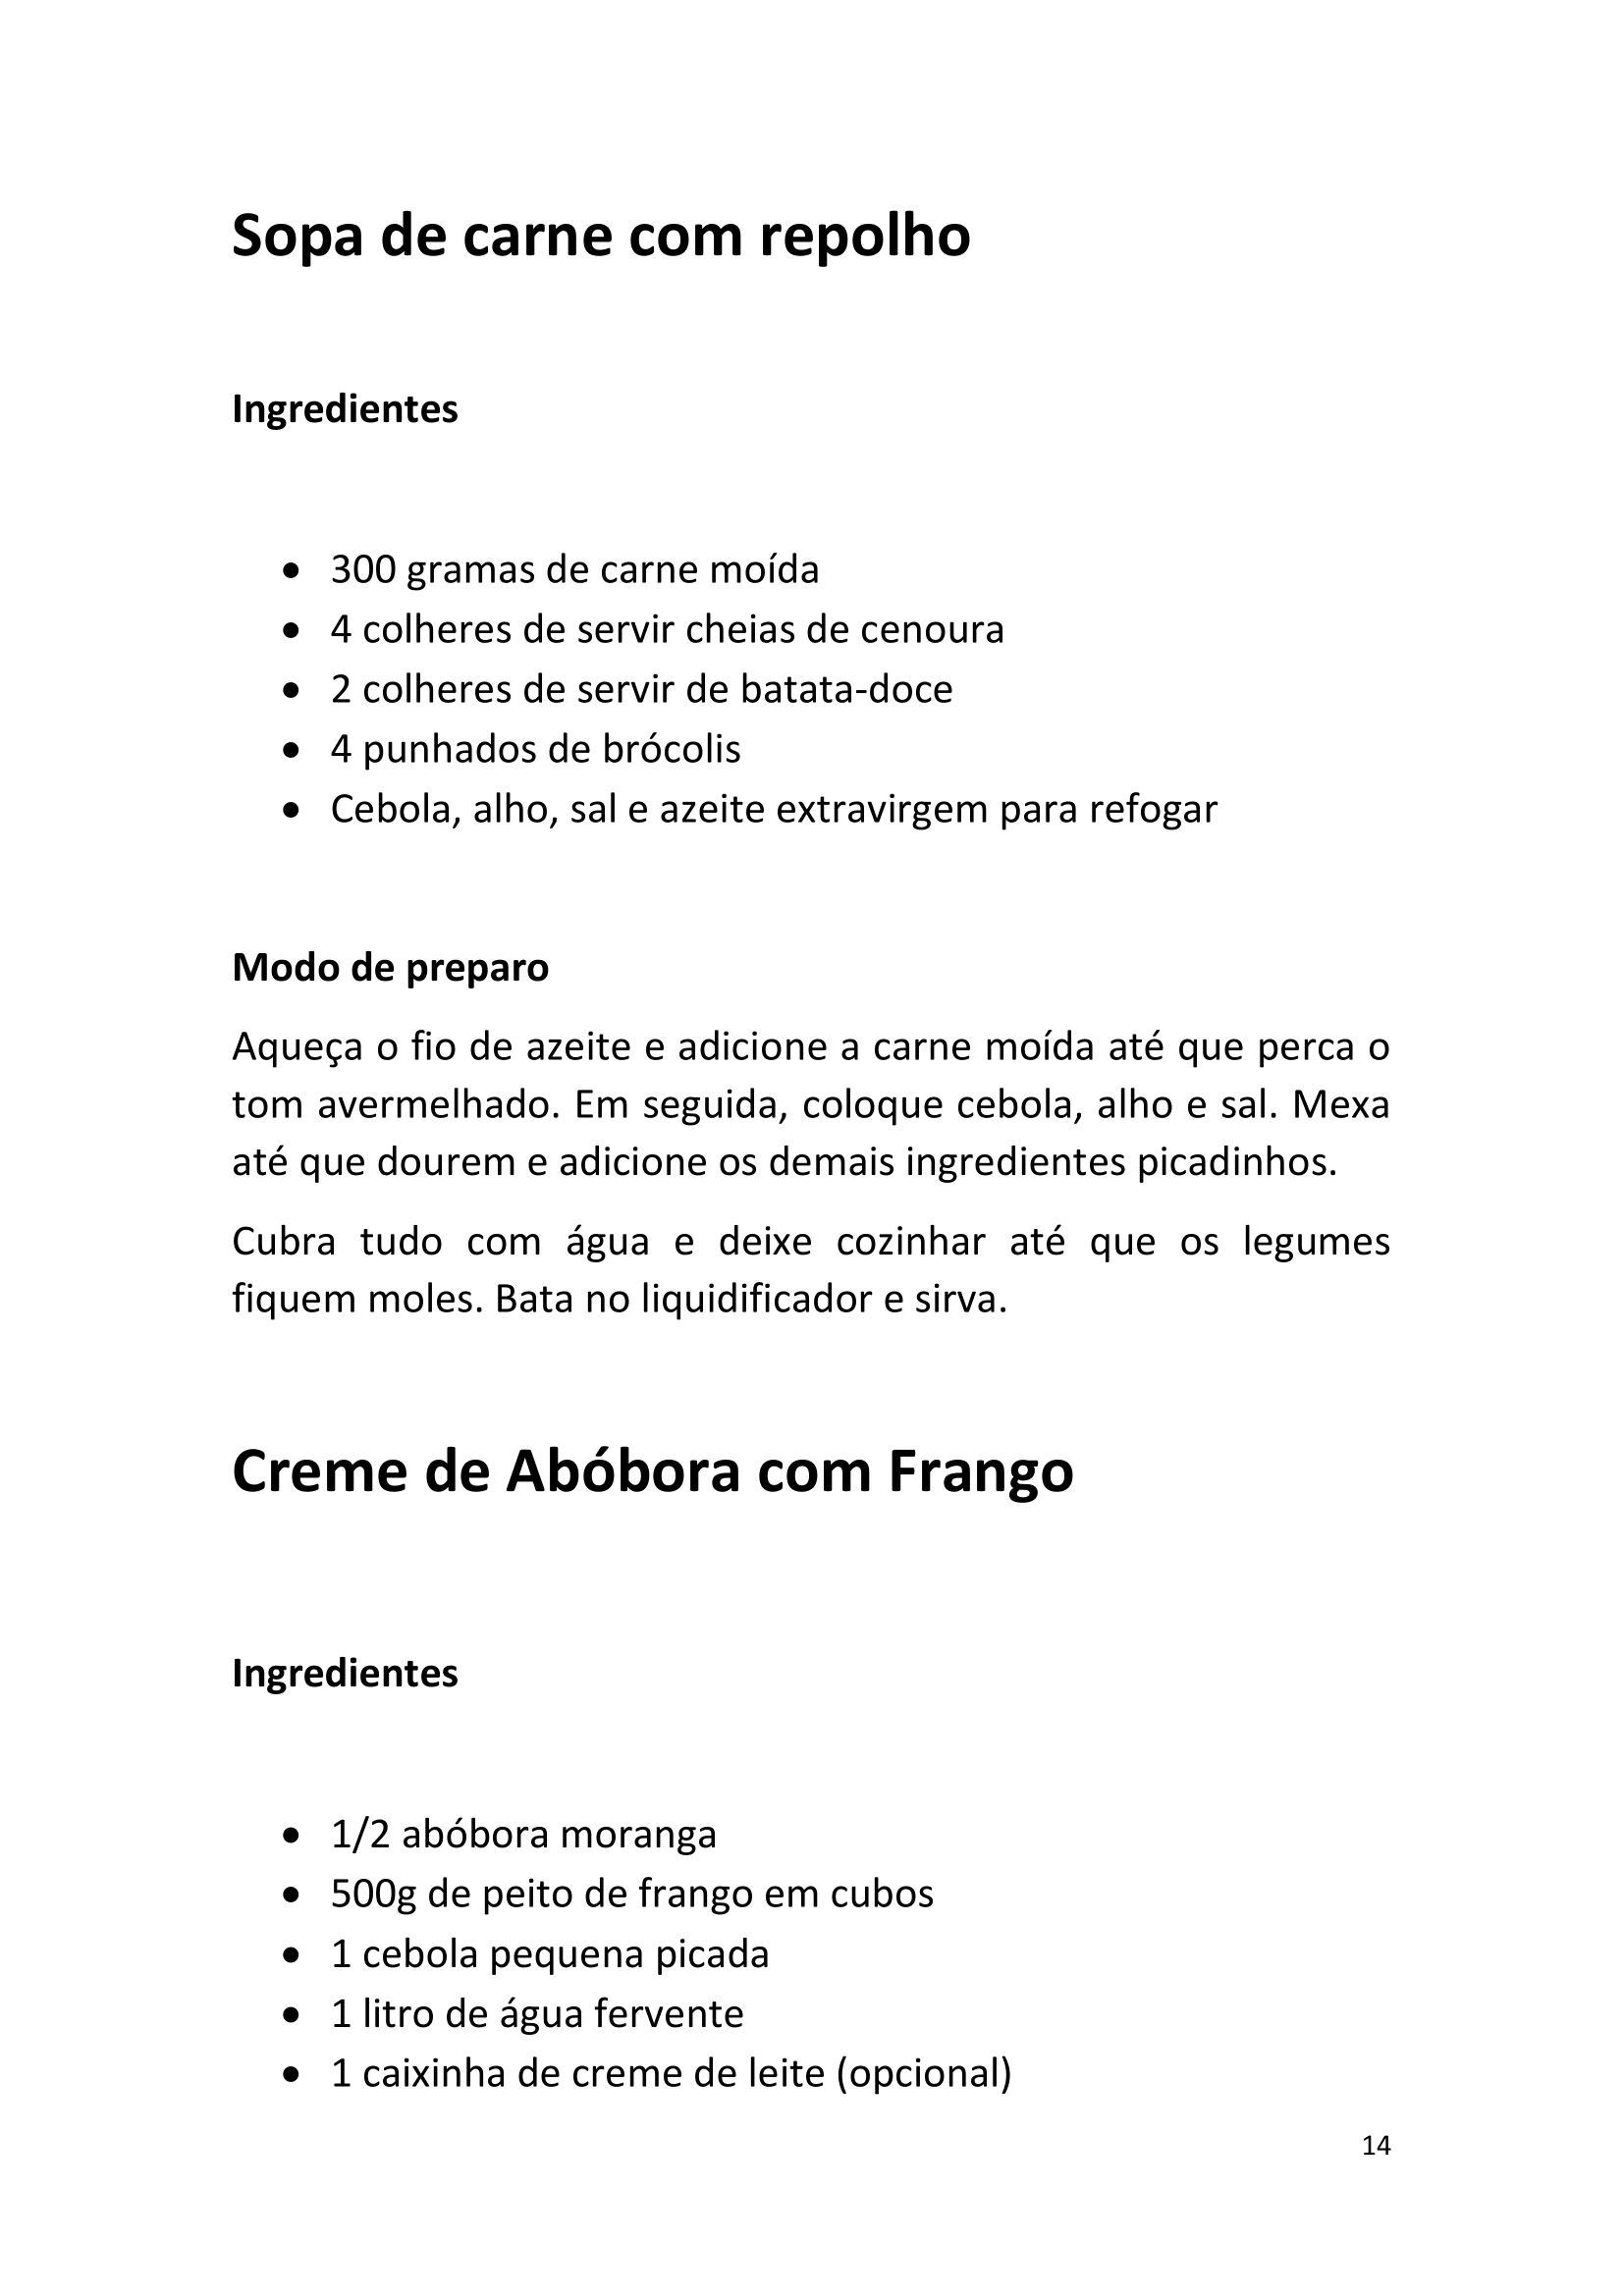 Sopa de carne com repolho
Ingredientes
• 300 gramas de carne moída
• 4 colheres de servir cheias de cenoura
• 2 colheres de servir de batata-doce
• 4 punhados de brócolis
• Cebola, alho, sal e azeite extravirgem para refogar
Modo de preparo
Aqueça o fio de azeite e adicione a carne moída até que perca o
tom avermelhado. Em seguida, coloque cebola, alho e sal. Mexa
até que dourem e adicione os demais ingredientes picadinhos.
Cubra tudo com água e deixe cozinhar até que os legumes
fiquem moles. Bata no liquidificador e sirva.
Creme de Abóbora com Frango
Ingredientes
• 1/2 abóbora moranga
• 500g de peito de frango em cubos
• 1 cebola pequena picada
• 1 litro de água fervente
• 1 caixinha de creme de leite (opcional)
14